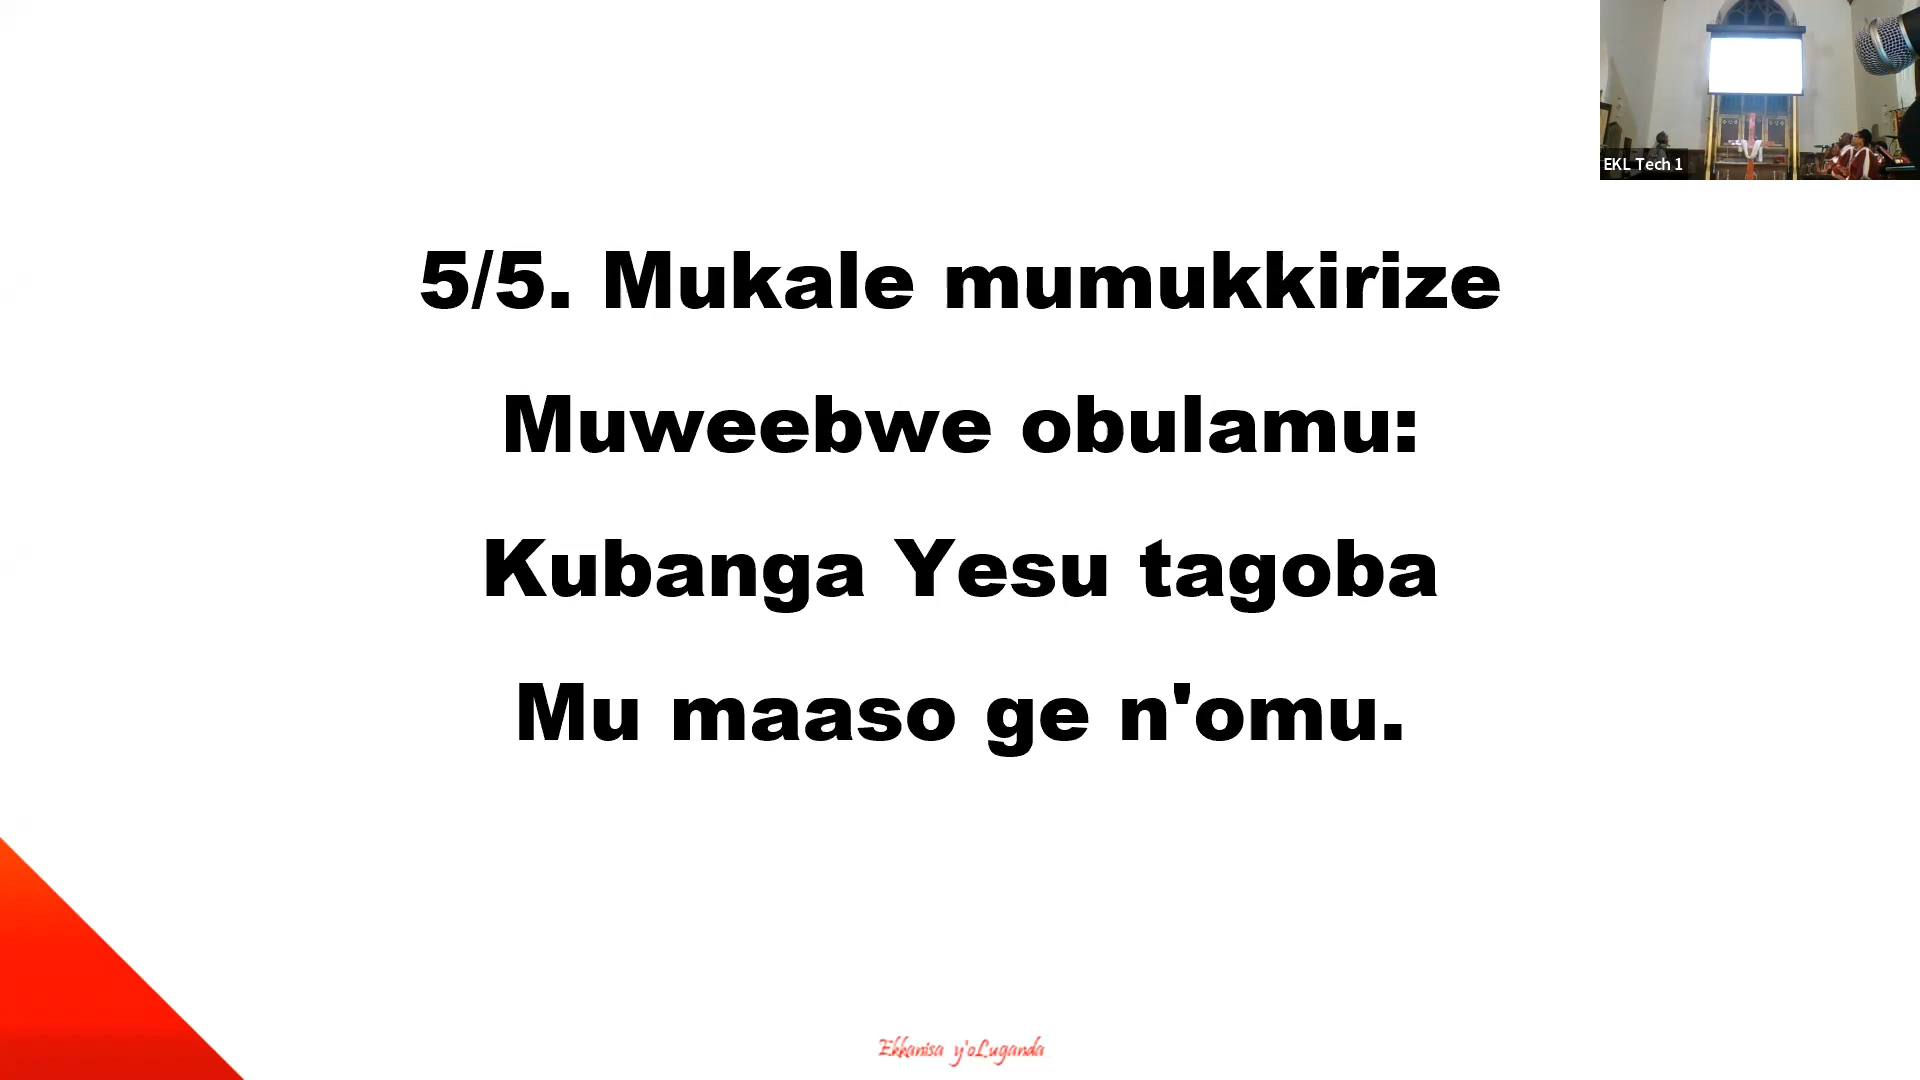 EKL Tech 1
5/5. Mukale mumukkirize
Muweebwe obulamu:
Kubanga Yesu tagoba
Mu maaso ge n'omu.
Ekkanisa y'oLuganda